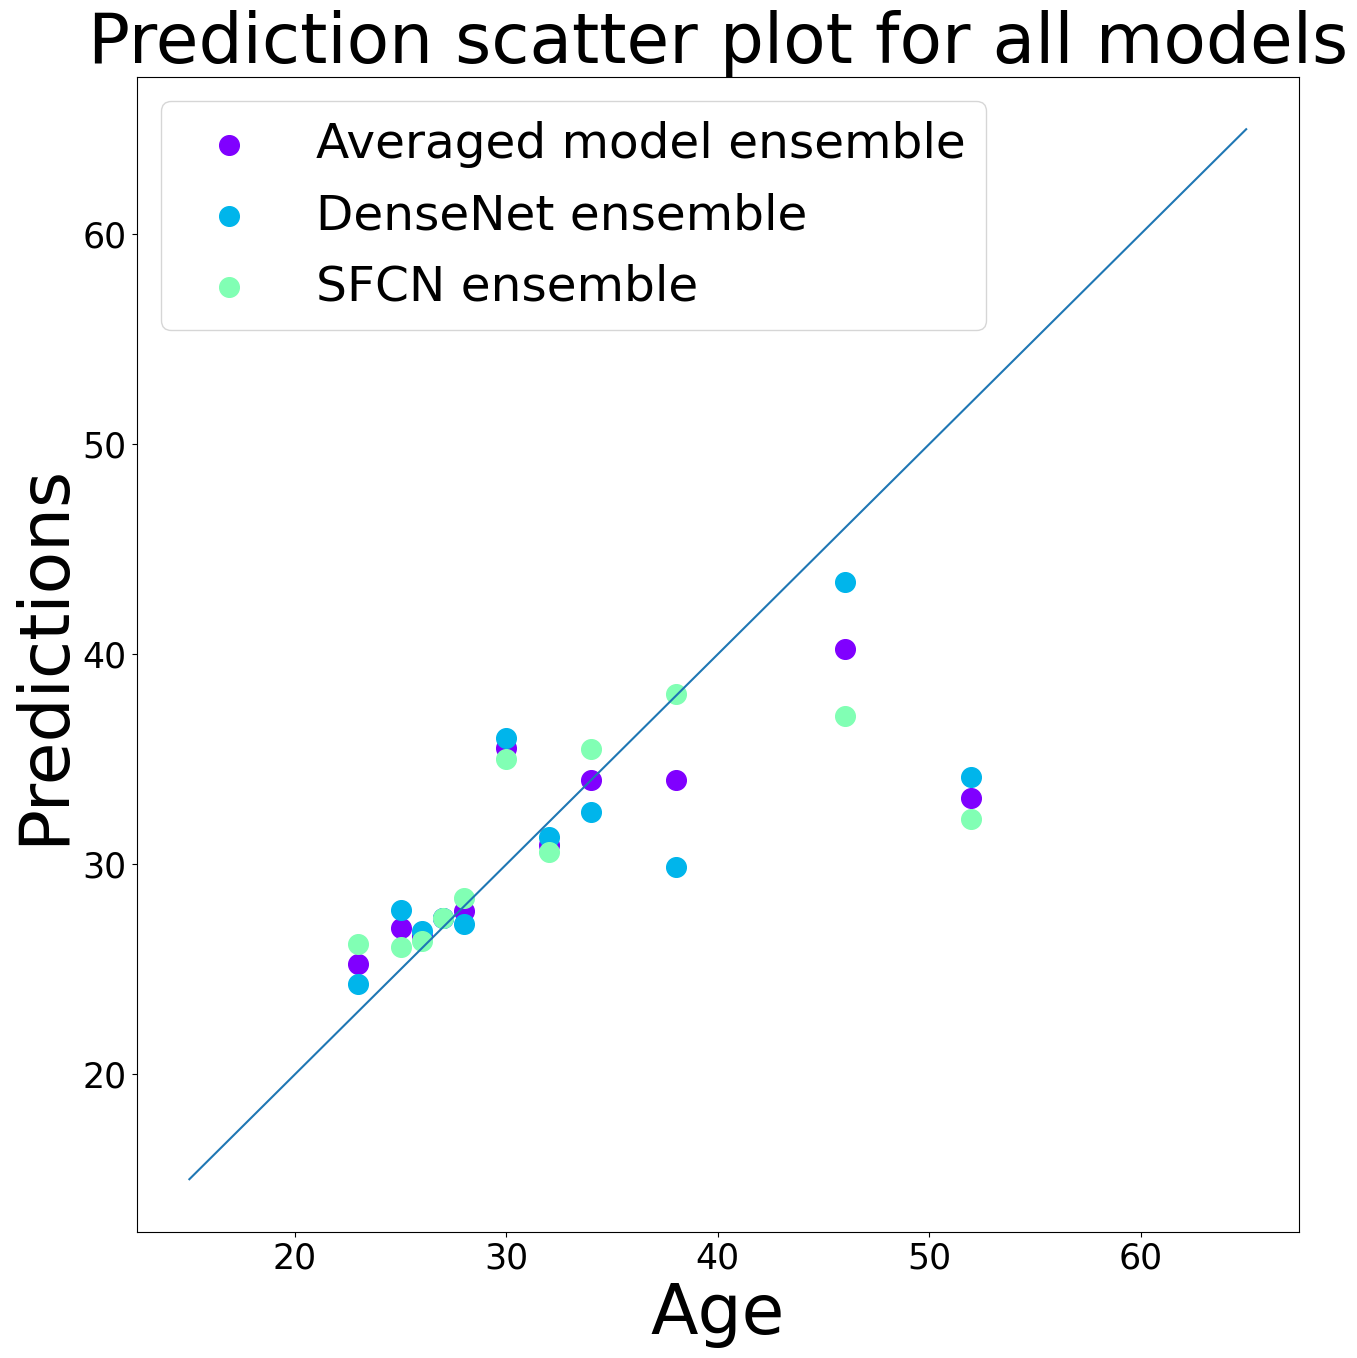 Prediction scatter plot for all models
Averaged model ensemble
DenseNet ensemble
SFCN ensemble
60
50
40
30
20
Predictions
20 30 40 50 60
Age